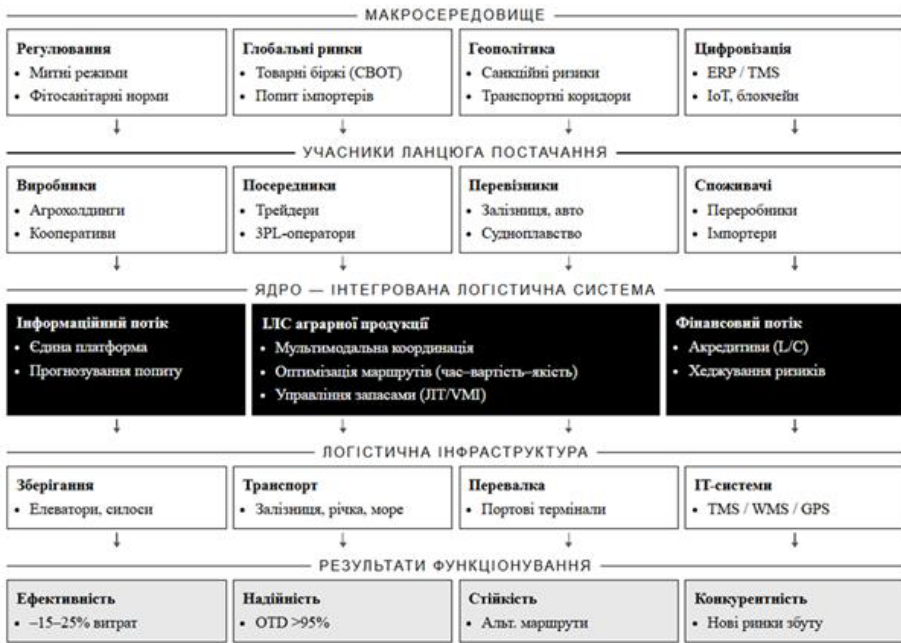 МАКРОСЕРЕДОВИЩЕ
Регулювання
• Митні режими
• Фітосанітарні норми
Глобальні ринки
• Товарні біржі (CBOT)
• Попит імпортерів
Геополітика
• Санкційні ризики
• Транспортні коридори
Цифровізація
• ERP / TMS
• IoT, блокчейн
УЧАСНИКИ ЛАНЦЮГА ПОСТАЧАННЯ
Виробники
• Агрохолдинги
• Кооперативи
Посередники
• Трейдери
• 3PL-оператори
Перевізники
• Залізниця, авто
• Судноплавство
Споживачі
• Переробники
• Імпортери
ЯДРО — ІНТЕГРОВАНА ЛОГІСТИЧНА СИСТЕМА
Інформаційний потік
• Єдина платформа
• Прогнозування попиту
ІЛС аграрної продукції
• Мультимодальна координація
• Оптимізація маршрутів (час–вартість–якість)
• Управління запасами (JIT/VMI)
Фінансовий потік
• Акредитиви (L/C)
• Хеджування ризиків
ЛОГІСТИЧНА ІНФРАСТРУКТУРА
Зберігання
• Елеватори, силоси
Транспорт
• Залізниця, річка, море
Перевалка
• Портові термінали
ІТ-системи
• TMS / WMS / GPS
РЕЗУЛЬТАТИ ФУНКЦІОНУВАННЯ
Ефективність
• –15–25% витрат
Надійність
• OTD >95%
Стійкість
• Альт. маршрути
Конкурентність
• Нові ринки збуту